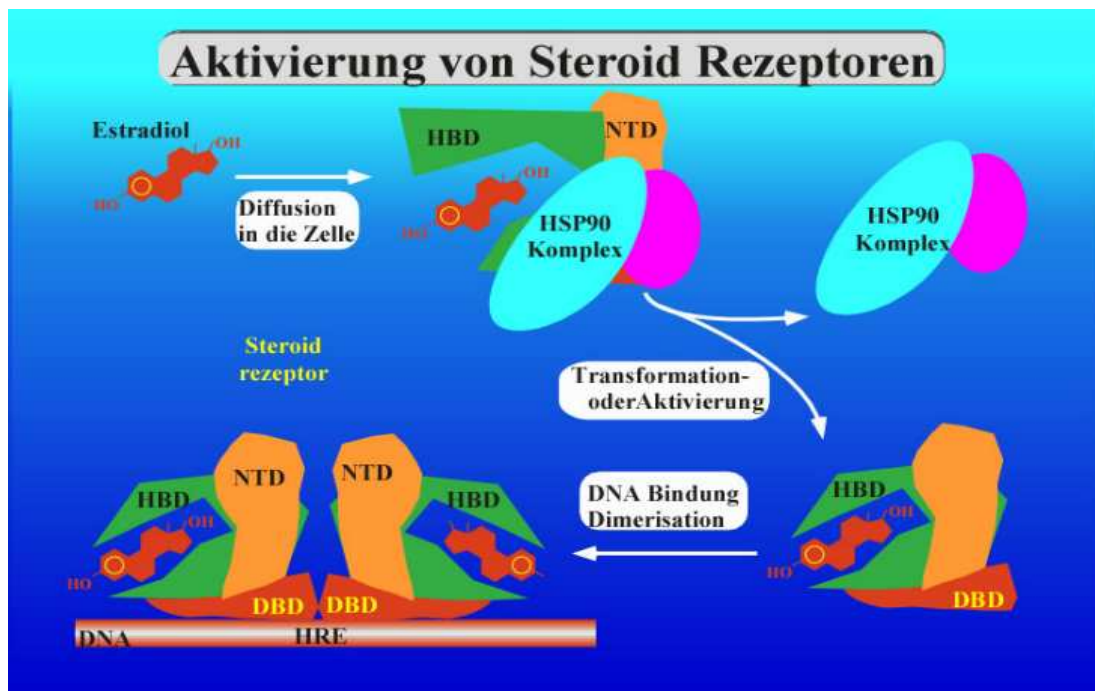 Aktivierung von Steroid Rezeptoren
Estradiol
OH
HO
Diffusion
in die Zelle
HBD
NTD
OH
HO
HSP90
Komplex
HSP90
Komplex
Steroid
rezeptor
Transformation-
oderAktivierung
HBD
OH
HO
DBD
DNA Bindung
Dimerisation
NTD
NTD
HBD
HBD
OH
HO
DBD
DBD
DNA
HRE